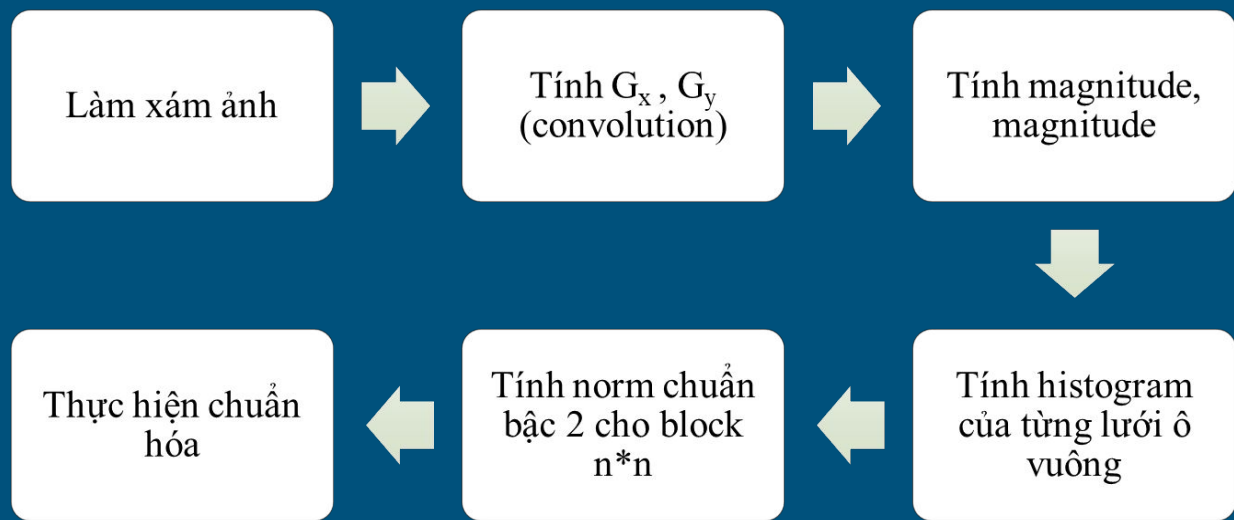 Làm xám ảnh
Tính Gx , Gy
(convolution)
Tính magnitude,
magnitude
Tính histogram
của từng lưới ô
vuông
Tính norm chuẩn
bậc 2 cho block
n*n
Thực hiện chuẩn
hóa